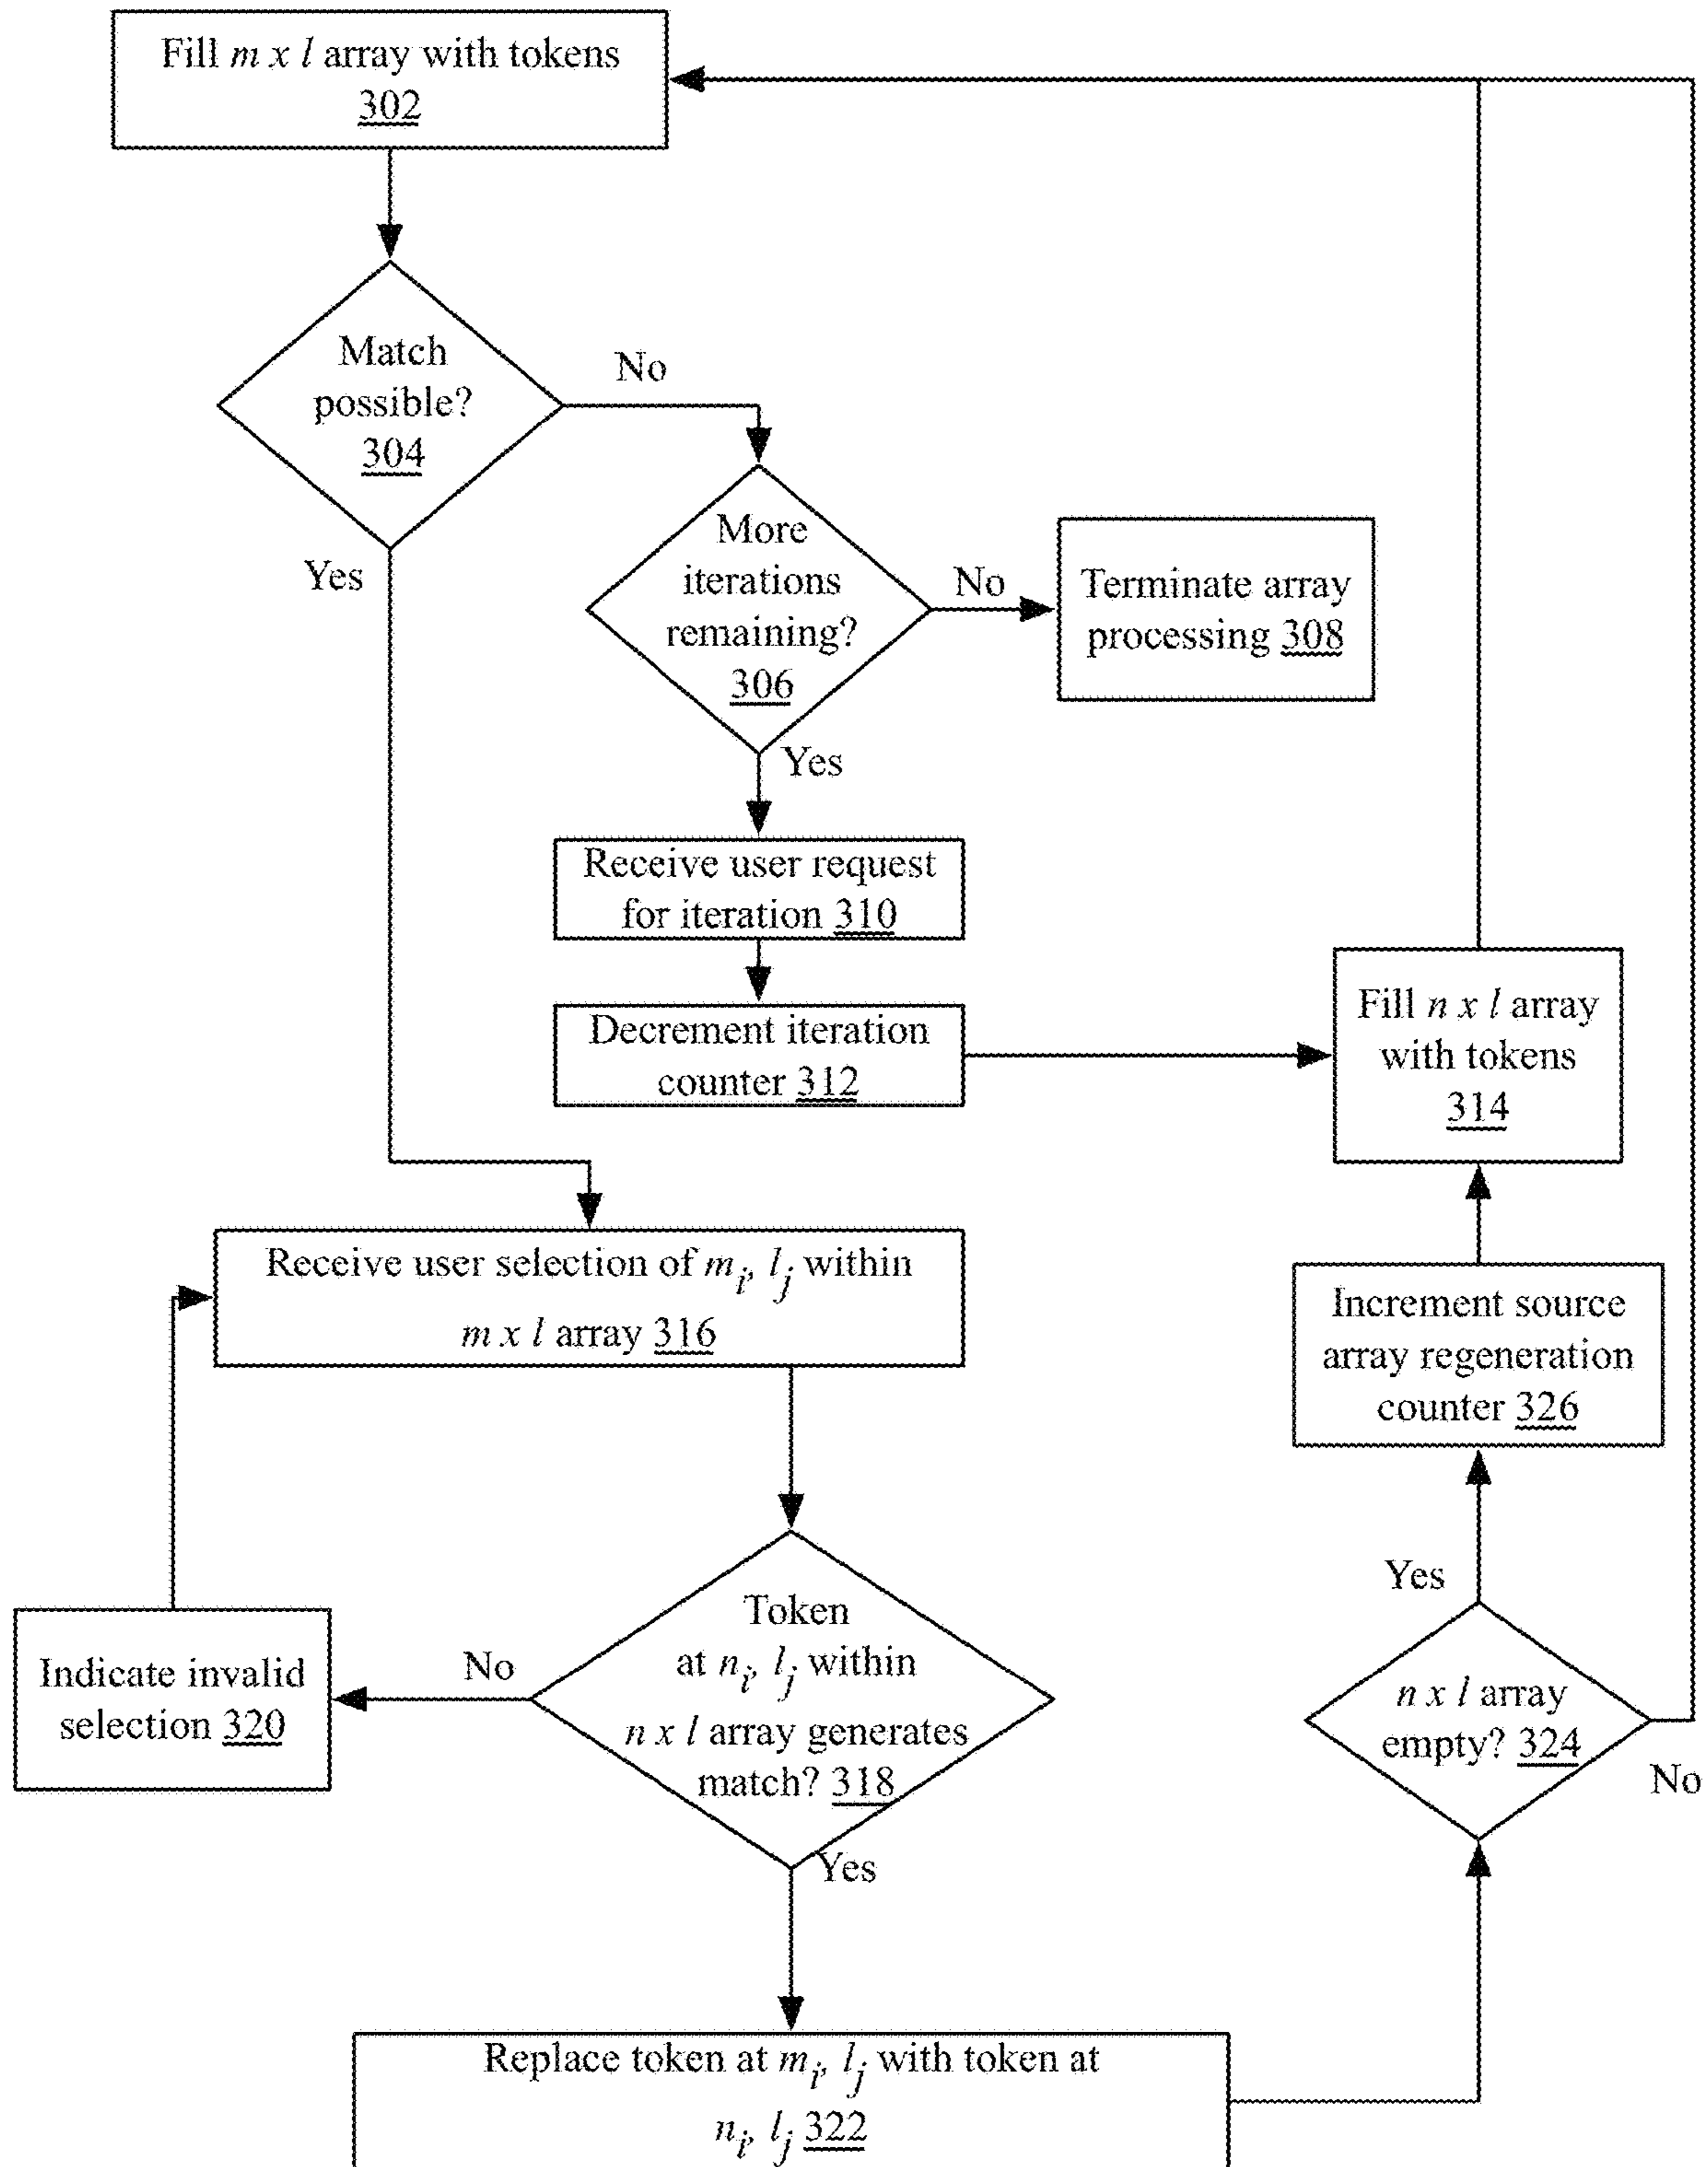 Fill m x l array with tokens
302
Match
possible?
304
No
Yes
More
iterations
remaining?
306
No
Terminate array
processing 308
Yes
Receive user request
for iteration 310
Decrement iteration
counter 312
Fill n x l array
with tokens
314
Receive user selection of mi, lj within
m x l array 316
Increment source
array regeneration
counter 326
Token
at ni, lj within
n x l array generates
match? 318
No
Indicate invalid
selection 320
Yes
Yes
n x l array
empty? 324
No
Replace token at mi, lj with token at
ni, lj 322